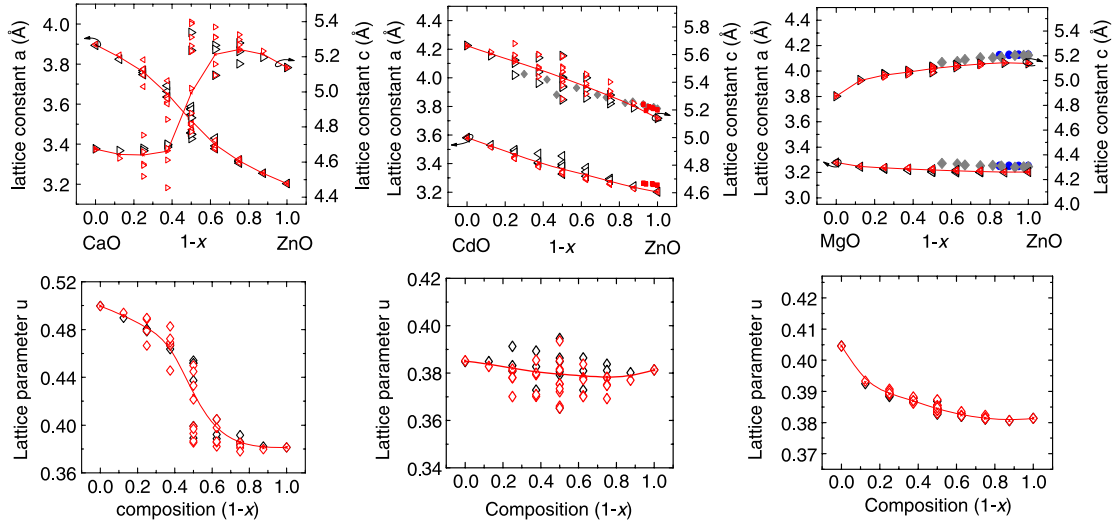 lattice constant a (Å)
4.0
3.8
3.6
3.4
3.2
5.4
5.2
5.0
4.8
4.6
4.4
lattice constant c (Å)
0.0 0.2 0.4 0.6 0.8 1.0
CaO 1-x ZnO
Lattice constant a (Å)
4.4
4.2
4.0
3.8
3.6
3.4
3.2
5.8
5.6
5.4
5.2
5.0
4.8
4.6
Lattice constant c (Å)
0.0 0.2 0.4 0.6 0.8 1.0
CdO 1-x ZnO
Lattice constant a (Å)
4.4
4.2
4.0
3.8
3.6
3.4
3.2
3.0
5.4
5.2
5.0
4.8
4.6
4.4
4.2
4.0
Lattice constant c (Å)
0.0 0.2 0.4 0.6 0.8 1.0
MgO 1-x ZnO
Lattice parameter u
0.52
0.48
0.44
0.40
0.36
0.0 0.2 0.4 0.6 0.8 1.0
composition (1-x)
Lattice parameter u
0.42
0.40
0.38
0.36
0.34
0.0 0.2 0.4 0.6 0.8 1.0
Composition (1-x)
Lattice parameter u
0.42
0.41
0.40
0.39
0.38
0.37
0.0 0.2 0.4 0.6 0.8 1.0
Composition (1-x)